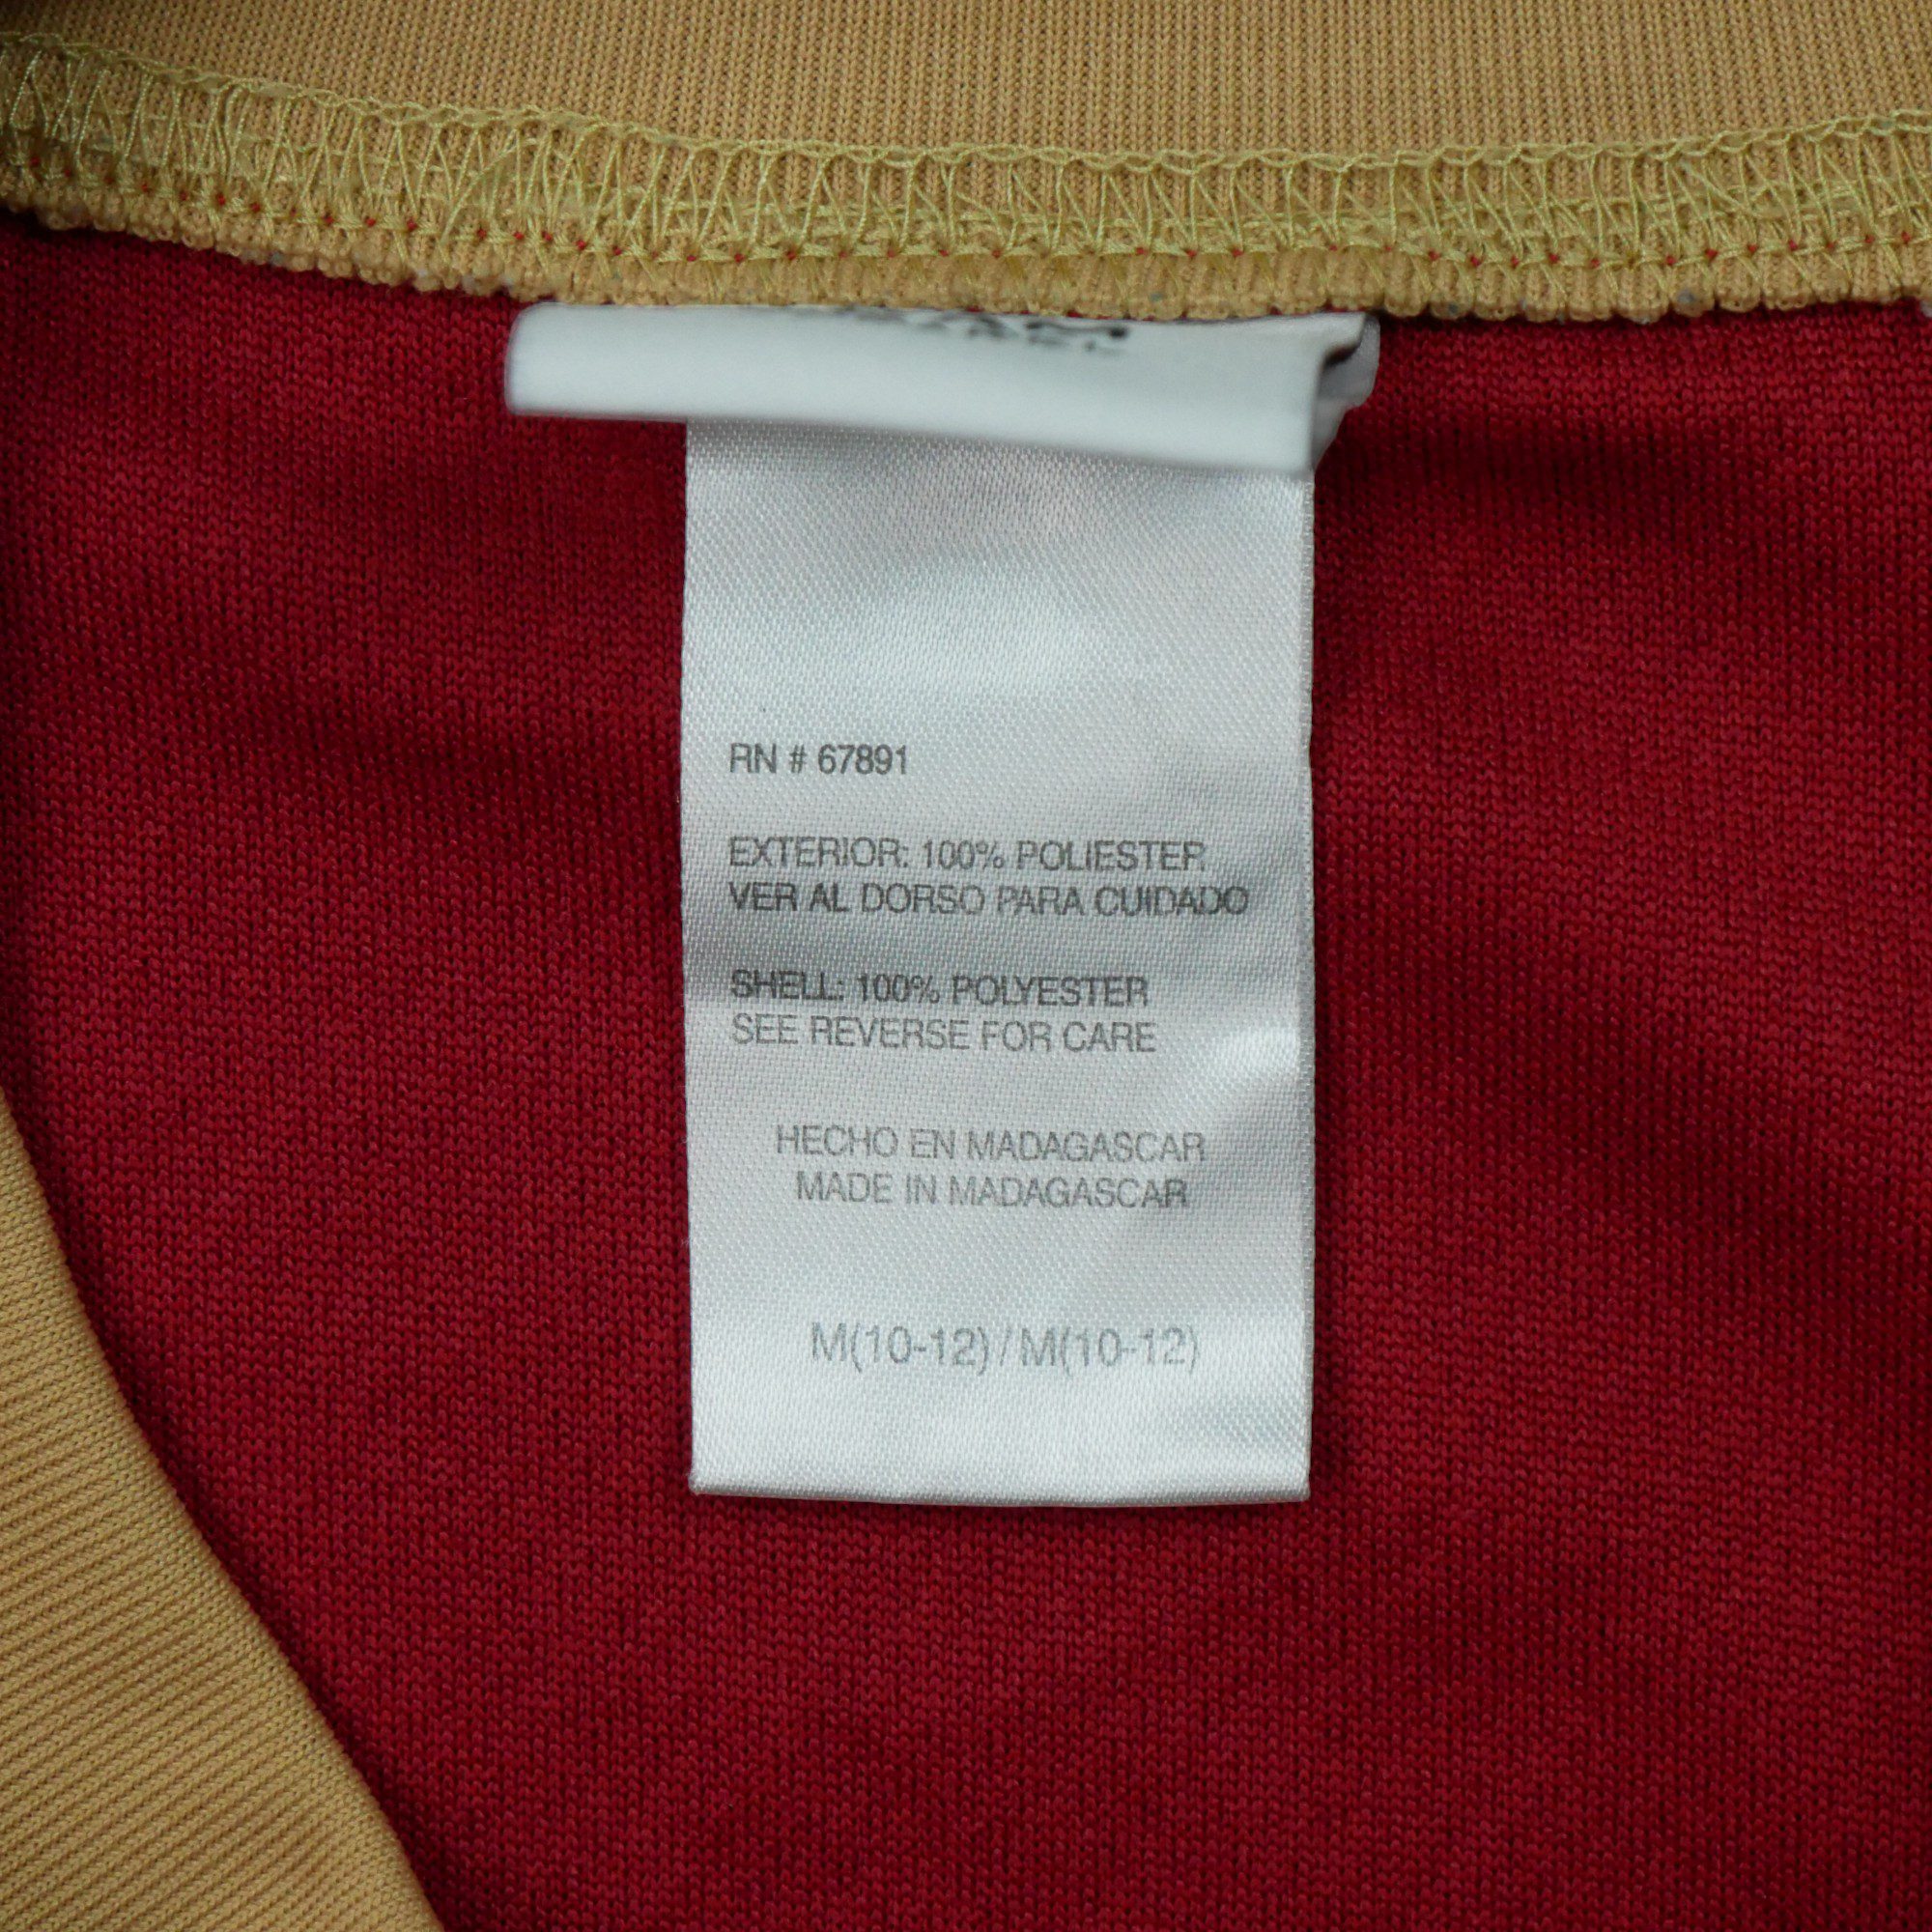 RN # 67891
EXTERIOR: 100% POLIESTER
VER AL DORSO PARA CUIDADO
SHELL: 100% POLYESTER
SEE REVERSE FOR CARE
HECHO EN MADAGASCAR
MADE IN MADAGASCAR
M(10-12) / M(10-12)